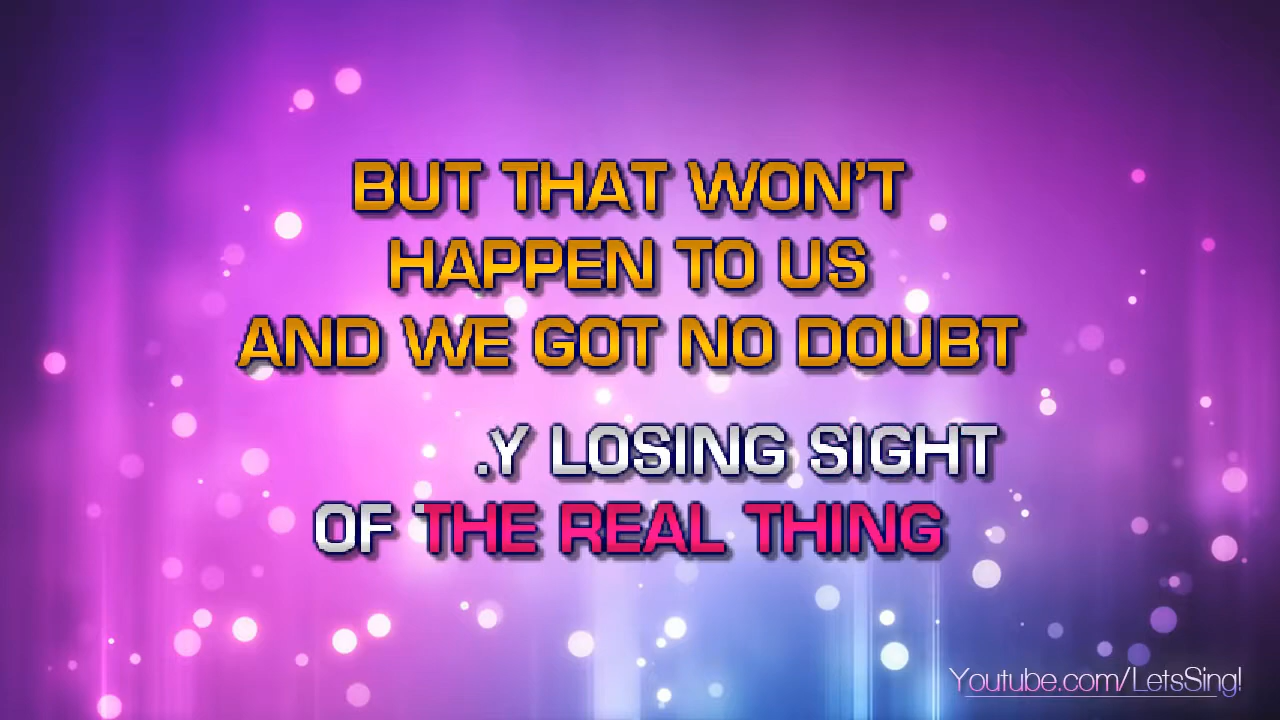 BUT THAT WON'T
HAPPEN TO US
AND WE GOT NO DOUBT
LOSING SIGHT
OF THE REAL THING
Youtube.com/LetsSing!